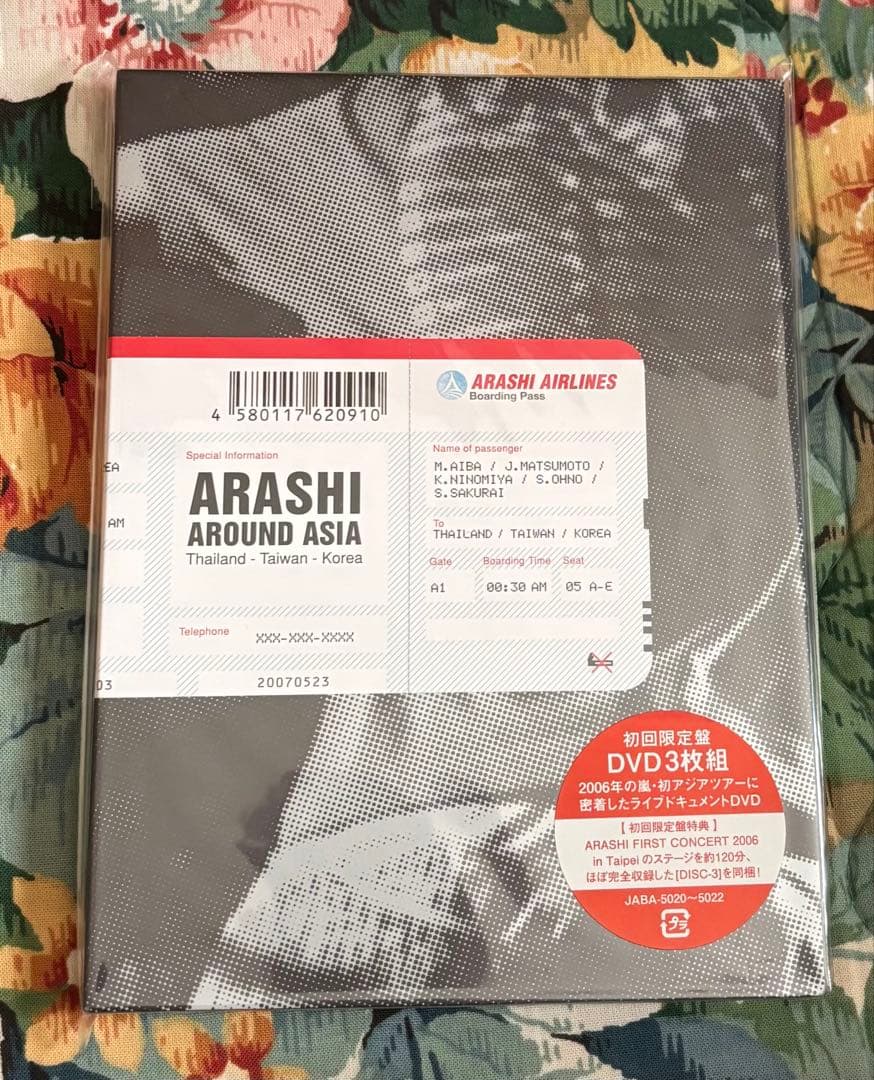 4 580117 620910
ARASHI AIRLINES
Boarding Pass
EA
AM
03
Special Information
ARASHI
AROUND ASIA
Thailand - Taiwan - Korea
Telephone
XXX-XXX-XXXX
20070523
Name of passenger
M.AIBA / J.MATSUMOTO /
K.NINOMIYA / S.OHNO /
S.SAKURAI
To
THAILAND / TAIWAN / KOREA
Gate Boarding Time Seat
A1 00:30 AM 05 A-E
初回限定盤
DVD3枚組
2006年の嵐・初アジアツアーに
密着したライブドキュメントDVD
【初回限定盤特典】
ARASHI FIRST CONCERT 2006
in Taipei のステージを約120分、
ほぼ完全収録した[DISC-3]を同梱!
JABA-5020～5022
プラ